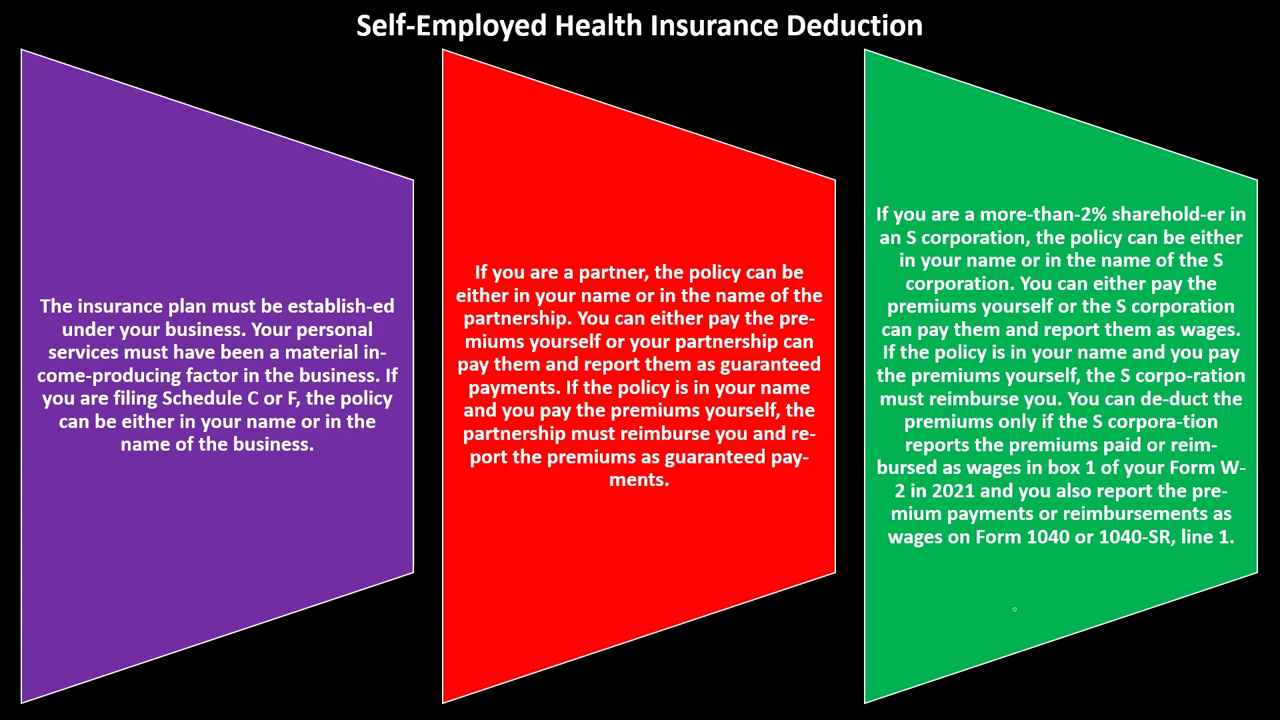 Self-Employed Health Insurance Deduction
The insurance plan must be establish-ed
under your business. Your personal
services must have been a material in-
come-producing factor in the business. If
you are filing Schedule C or F, the policy
can be either in your name or in the
name of the business.
If you are a partner, the policy can be
either in your name or in the name of the
partnership. You can either pay the pre-
miums yourself or your partnership can
pay them and report them as guaranteed
payments. If the policy is in your name
and you pay the premiums yourself, the
partnership must reimburse you and re-
port the premiums as guaranteed pay-
ments.
If you are a more-than-2% sharehold-er in
an S corporation, the policy can be either
in your name or in the name of the S
corporation. You can either pay the
premiums yourself or the S corporation
can pay them and report them as wages.
If the policy is in your name and you pay
the premiums yourself, the S corpo-ration
must reimburse you. You can de-duct the
premiums only if the S corpora-tion
reports the premiums paid or reim-
bursed as wages in box 1 of your Form W-
2 in 2021 and you also report the pre-
mium payments or reimbursements as
wages on Form 1040 or 1040-SR, line 1.